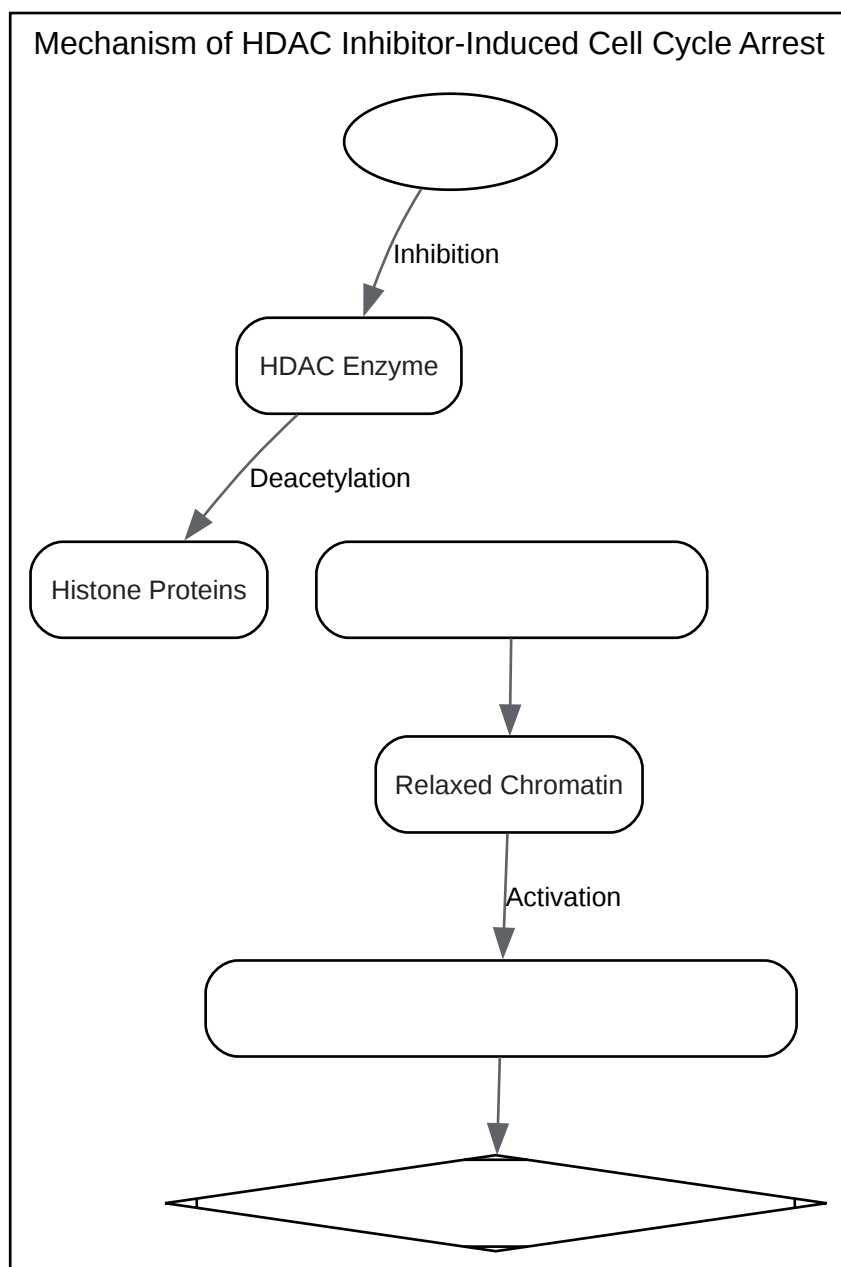 Mechanism of HDAC Inhibitor-Induced Cell Cycle Arrest
Inhibition
HDAC Enzyme
Deacetylation
Histone Proteins
Relaxed Chromatin
Activation